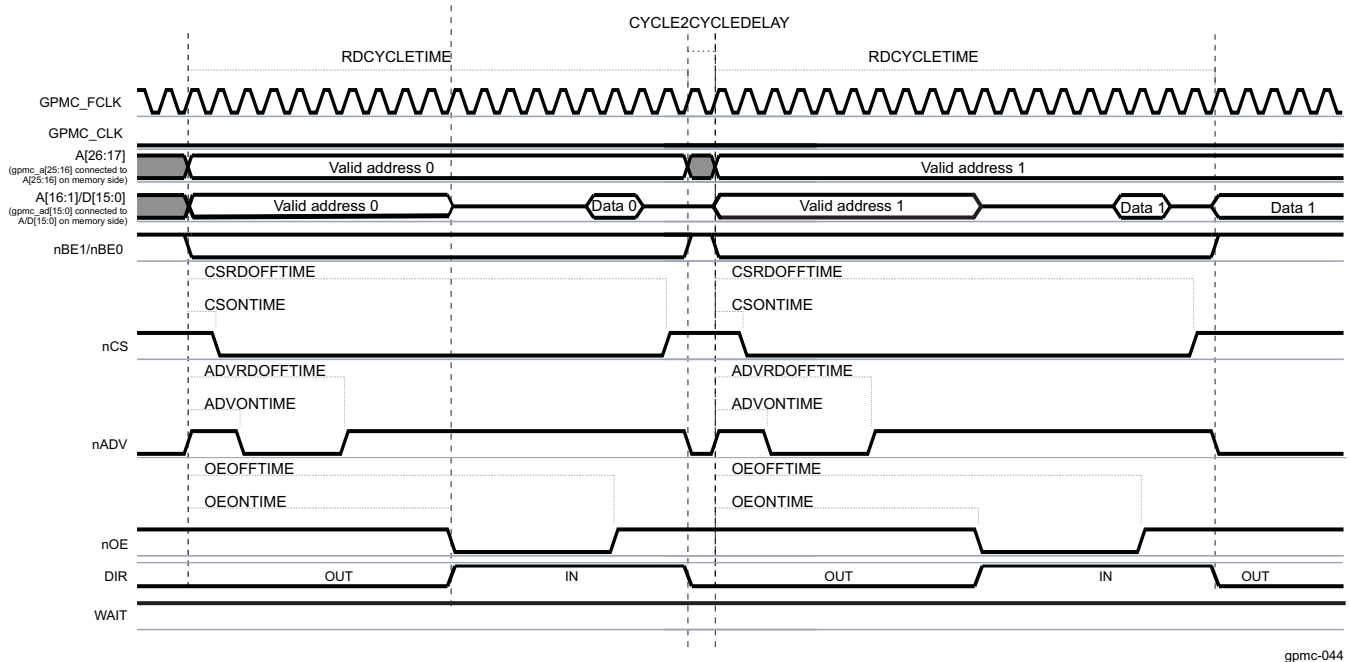 CYCLE2CYCLEDELAY
RDCYCLETIME RDCYCLETIME
GPMC_FCLK
GPMC_CLK
A[26:17]
(gpmc_a[25:16] connected to
A[25:16] on memory side)
Valid address 0 Valid address 1
A[16:1]/D[15:0]
(gpmc_ad[15:0] connected to
A/D[15:0] on memory side)
Valid address 0 Data 0 Valid address 1 Data 1 Data 1
nBE1/nBE0
CSRDOFFTIME CSRDOFFTIME
CSONTIME CSONTIME
nCS
ADVRDOFFTIME ADVRDOFFTIME
ADVONTIME ADVONTIME
nADV
OEOFFTIME OEOFFTIME
OEONTIME OEONTIME
nOE
DIR OUT IN OUT IN OUT
WAIT
gpmc-044